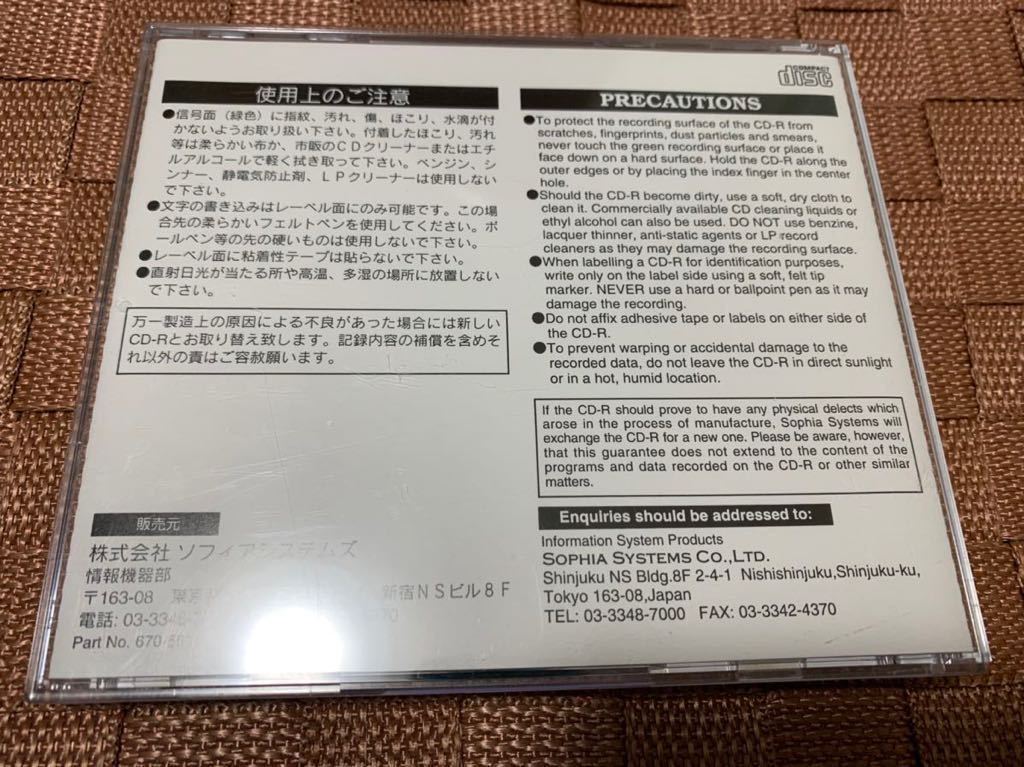 COMPACT
disc
使用上のご注意
●信号面（緑色）に指紋、汚れ、傷、ほこり、水滴が付
かないようお取り扱い下さい。付着したほこり、汚れ
等は柔らかい布か、市販のCDクリーナーまたはエチ
ルアルコールで軽く拭き取って下さい。ベンジン、シ
ンナー、静電気防止剤、LPクリーナーは使用しない
で下さい。
●文字の書き込みはレーベル面にのみ可能です。この場
合先の柔らかいフェルトペンを使用してください。ボ
ールペン等の先の硬いものは使用しないで下さい。
●レーベル面に粘着性テープは貼らないで下さい。
●直射日光が当たる所や高温、多湿の場所に放置しない
で下さい。
万一製造上の原因による不良があった場合には新しい
CD-Rとお取り替え致します。記録内容の補償を含めそ
れ以外の責はご容赦願います。
販売元
株式会社 ソフィアシステムズ
情報機器部
〒163-08 新宿NSビル8F
電話: 03-3348-
Part No. 670
PRECAUTIONS
●To protect the recording surface of the CD-R from
scratches, fingerprints, dust particles and smears,
never touch the green recording surface or place it
face down on a hard surface. Hold the CD-R along the
outer edges or by placing the index finger in the center
hole.
●Should the CD-R become dirty, use a soft, dry cloth to
clean it. Commercially available CD cleaning liquids or
ethyl alcohol can also be used. DO NOT use benzine,
lacquer thinner, anti-static agents or LP record
cleaners as they may damage the recording surface.
●When labelling a CD-R for identification purposes,
write only on the label side using a soft, felt tip
marker. NEVER use a hard or ballpoint pen as it may
damage the recording.
●Do not affix adhesive tape or labels on either side of
the CD-R.
●To prevent warping or accidental damage to the
recorded data, do not leave the CD-R in direct sunlight
or in a hot, humid location.
If the CD-R should prove to have any physical delects which
arose in the process of manufacture, Sophia Systems will
exchange the CD-R for a new one. Please be aware, however,
that this guarantee does not extend to the content of the
programs and data recorded on the CD-R or other similar
matters.
Enquiries should be addressed to:
Information System Products
SOPHIA SYSTEMS CO.,LTD.
Shinjuku NS Bldg.8F 2-4-1 Nishishinjuku,Shinjuku-ku,
Tokyo 163-08,Japan
TEL: 03-3348-7000 FAX: 03-3342-4370